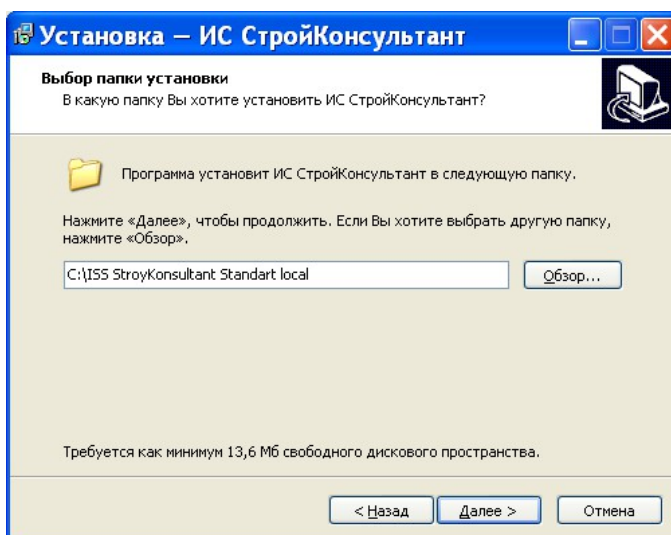 Установка — ИС СтройКонсультант
Выбор папки установки
В какую папку Вы хотите установить ИС СтройКонсультант?
Программа установит ИС СтройКонсультант в следующую папку.
Нажмите «Далее», чтобы продолжить. Если Вы хотите выбрать другую папку,
нажмите «Обзор».
C:\ISS StroyKonsultant Standart local
Обзор...
Требуется как минимум 13,6 Мб свободного дискового пространства.
< Назад
Далее >
Отмена